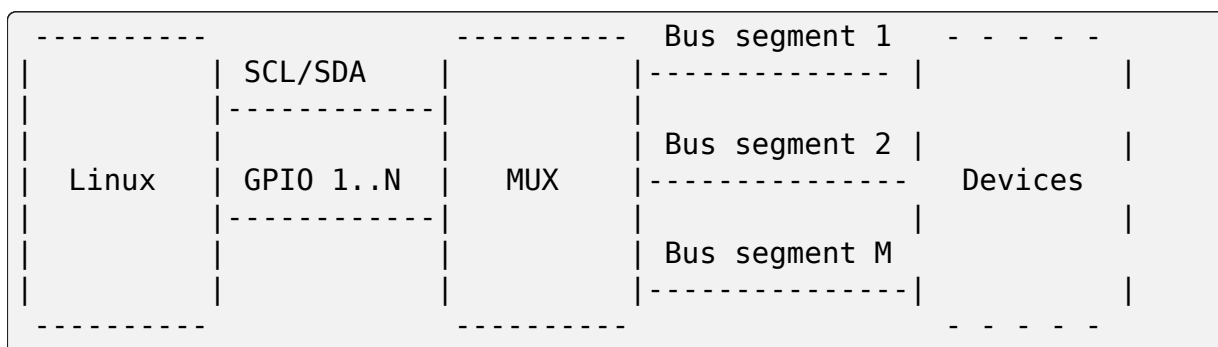 ----------              ----------  Bus segment 1   - - - - -
|          | SCL/SDA    |          |-------------- |           |
|          |------------|          |
|          |            |          | Bus segment 2 |           |
|  Linux   | GPIO 1..N  |   MUX    |---------------   Devices
|          |------------|          |               |           |
|          |            |          | Bus segment M
|          |            |          |---------------|           |
 ----------              ----------                  - - - - -